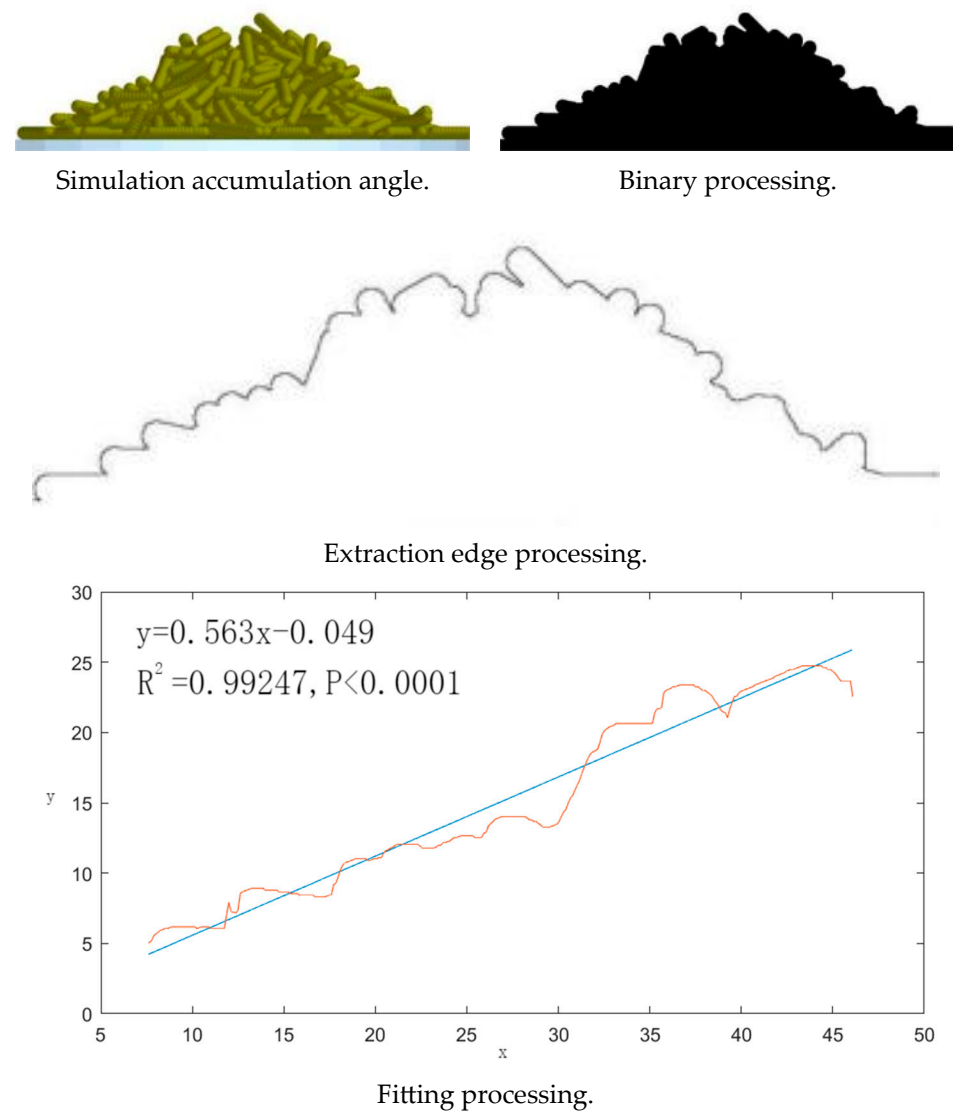 Simulation accumulation angle.
Binary processing.
Extraction edge processing.
30
25
20
15
10
5
0
y
y=0.563x-0.049
R²=0.99247, P<0.0001
5 10 15 20 25 30 35 40 45 50
x
Fitting processing.